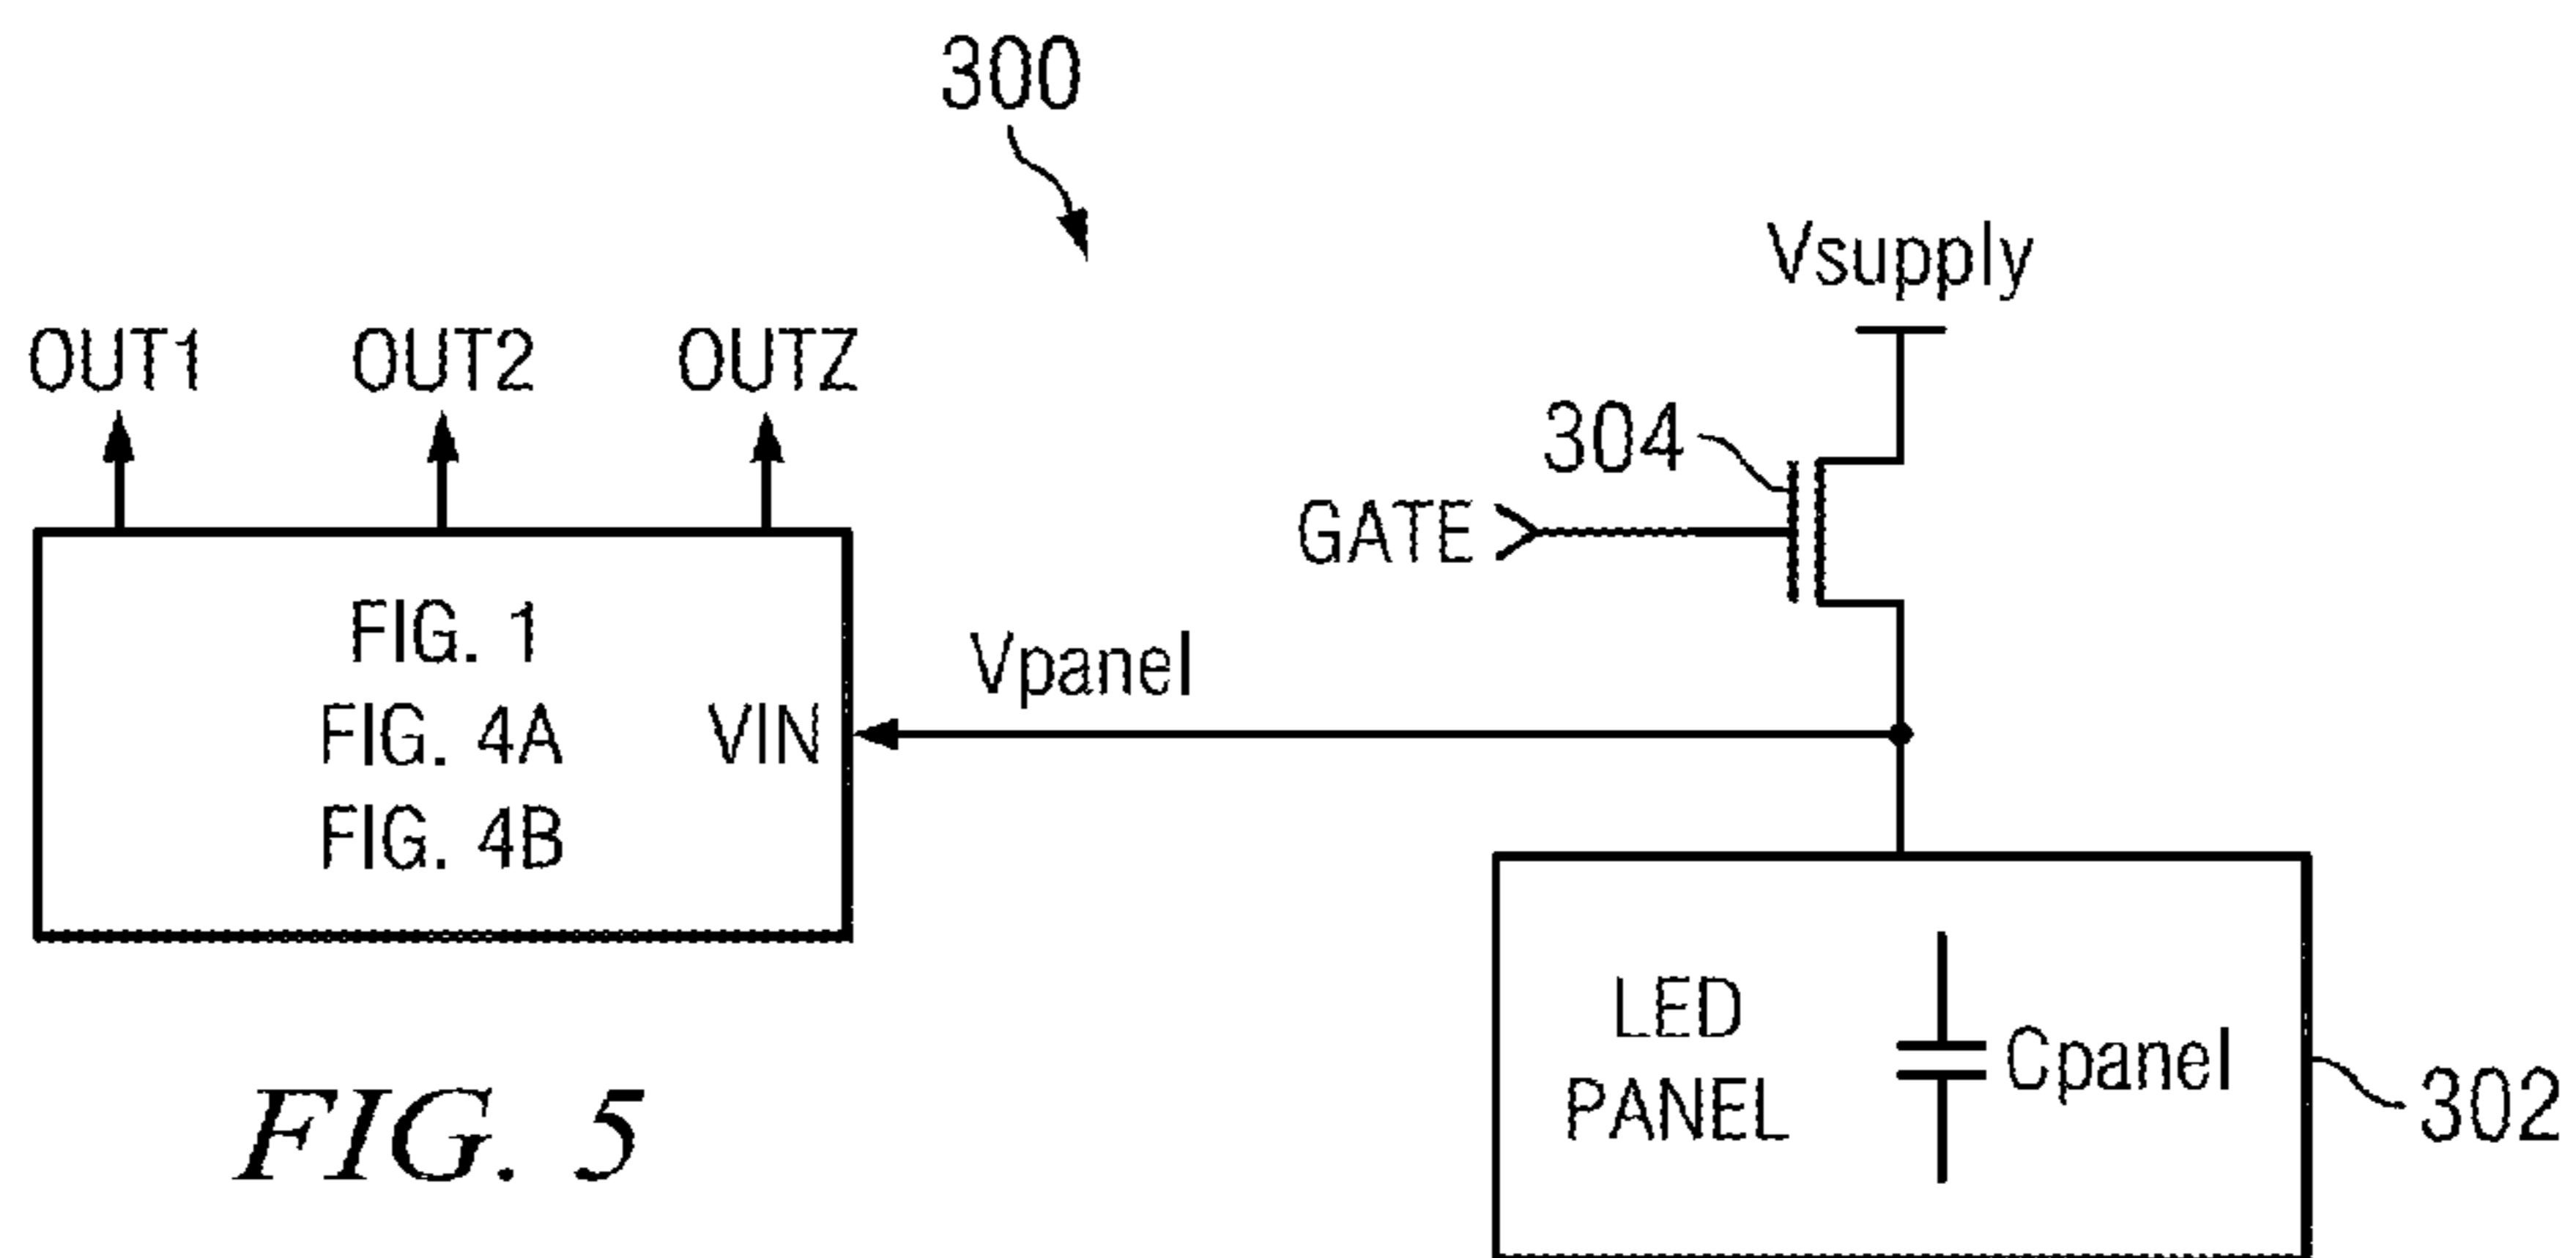 300
Vsupply
OUT1 OUT2 OUTZ
304
GATE
FIG. 1
FIG. 4A
FIG. 4B
VIN
Vpanel
LED
PANEL
Cpanel
302
FIG. 5